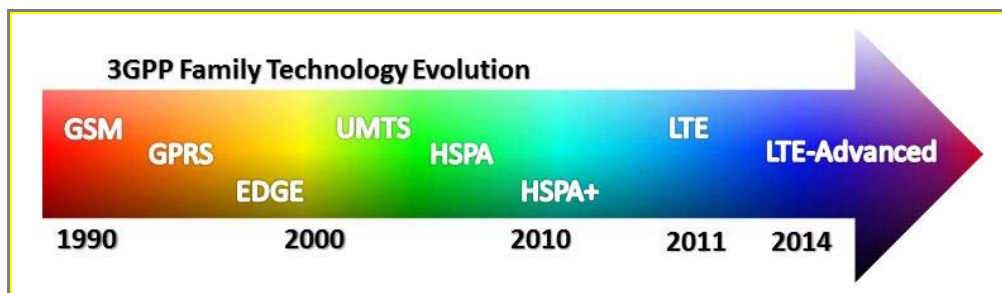 3GPP Family Technology Evolution
GSM UMTS LTE
GPRS HSPA LTE-Advanced
EDGE HSPA+
1990 2000 2010 2011 2014